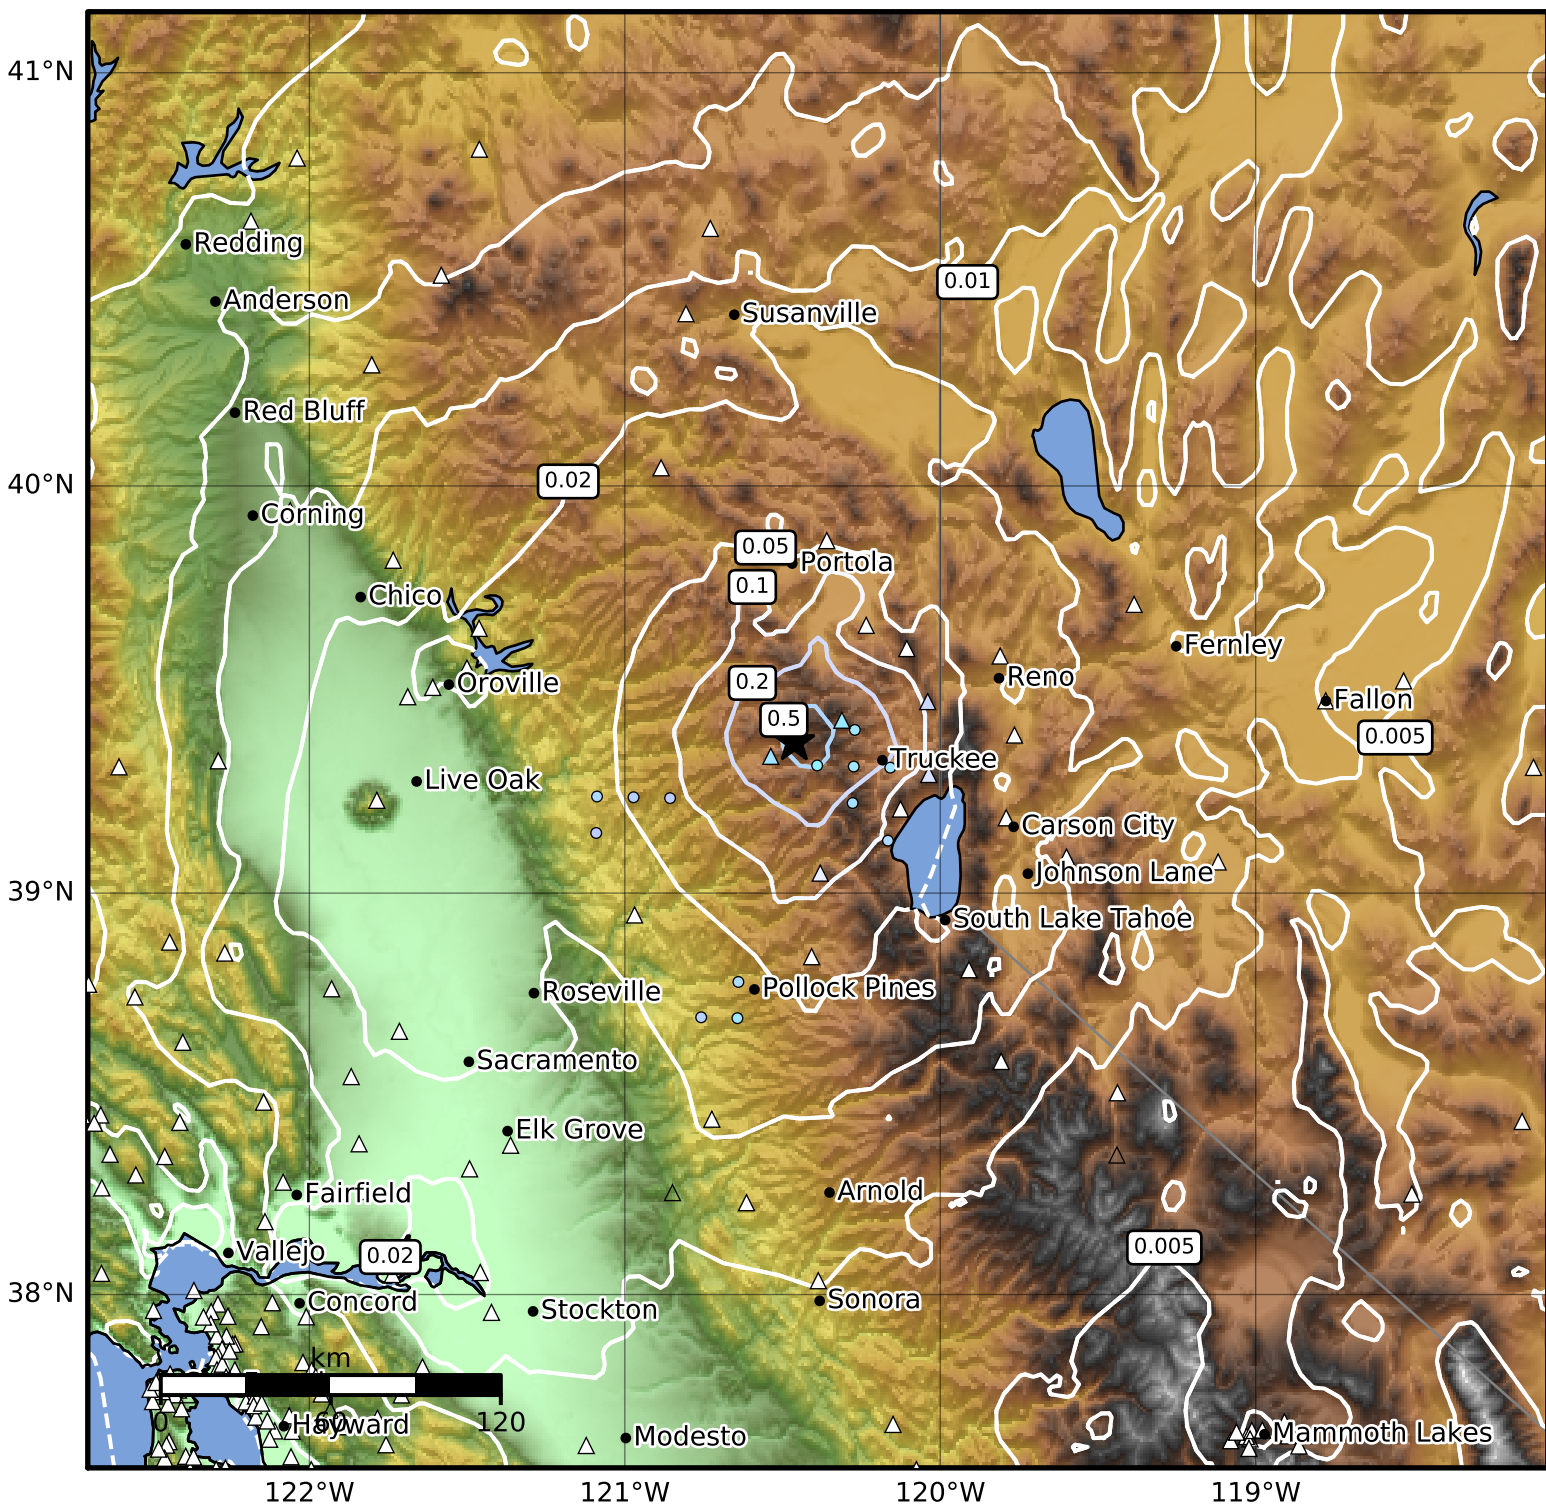 41°N
Redding
0.01
Anderson
Susanville
Red Bluff
0.02
40°N
Corning
0.05
Portola
0.1
Chico
Fernley
Reno
0.2
Oroville
Fallon
0.5
0.005
Truckee
Live Oak
Carson City
Johnson Lane
39°N
South Lake Tahoe
Roseville
Pollock Pines
Sacramento
Elk Grove
Fairfield
Arnold
Vallejo
0.02
0.005
Concord
38°N
Stockton
Sonora
km
0
60
120
Hayward
Modesto
Mammoth Lakes
122°W
121°W
120°W
119°W